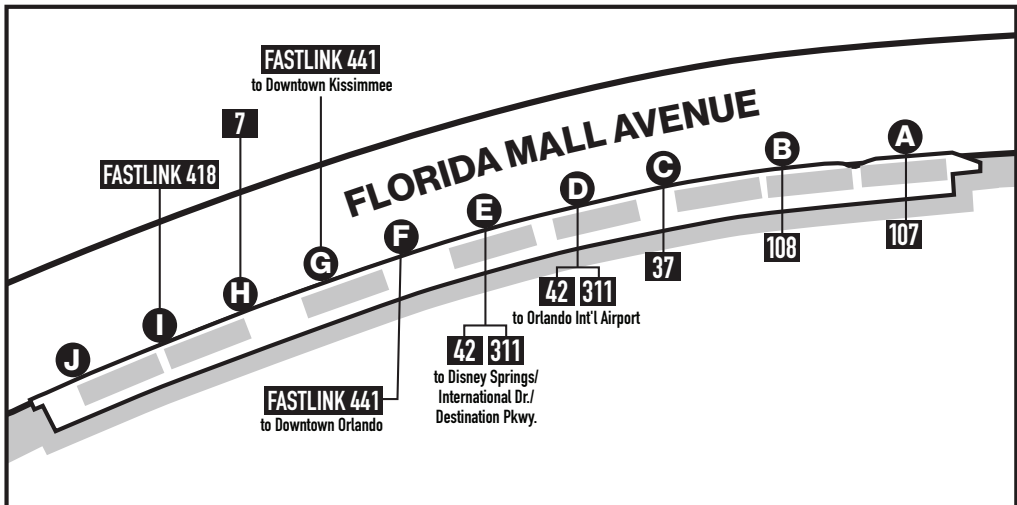 FASTLINK 441
to Downtown Kissimmee
7
FASTLINK 418
FLORIDA MALL AVENUE
A
B
C
D
E
F
G
H
I
J
107
108
37
42 311
to Orlando Int'l Airport
42 311
to Disney Springs/
International Dr./
Destination Pkwy.
FASTLINK 441
to Downtown Orlando